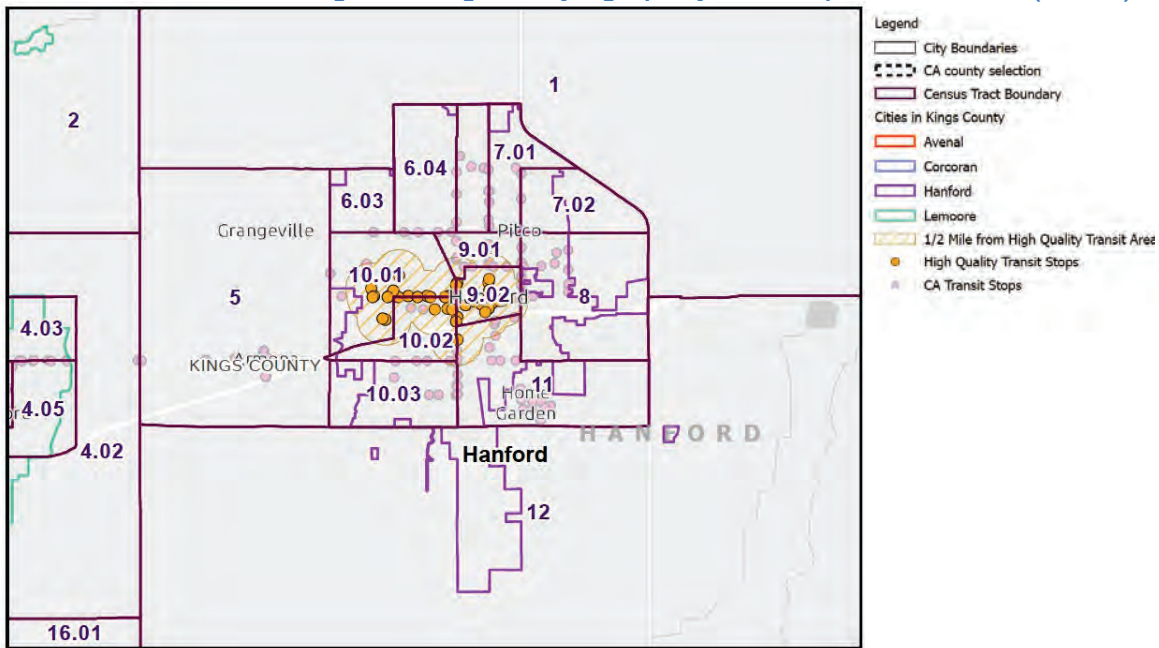 Legend
City Boundaries
CA county selection
Census Tract Boundary
Cities in Kings County
Avenal
Corcoran
Hanford
Lemoore
1/2 Mile from High Quality Transit Area
High Quality Transit Stops
CA Transit Stops
1
2
6.04
7.01
6.03
7.02
Grangeville
Pitco
9.01
10.01
5
9.02
8
4.03
10.02
KINGS COUNTY
10.03
11
Home
Garden
4.05
4.02
HANFORD
Hanford
12
16.01